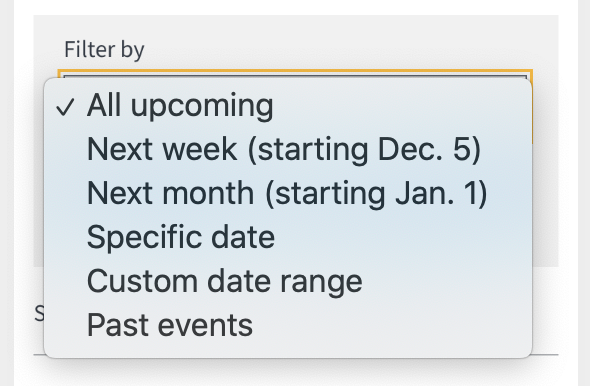 Filter by
✓ All upcoming
Next week (starting Dec. 5)
Next month (starting Jan. 1)
Specific date
Custom date range
Past events